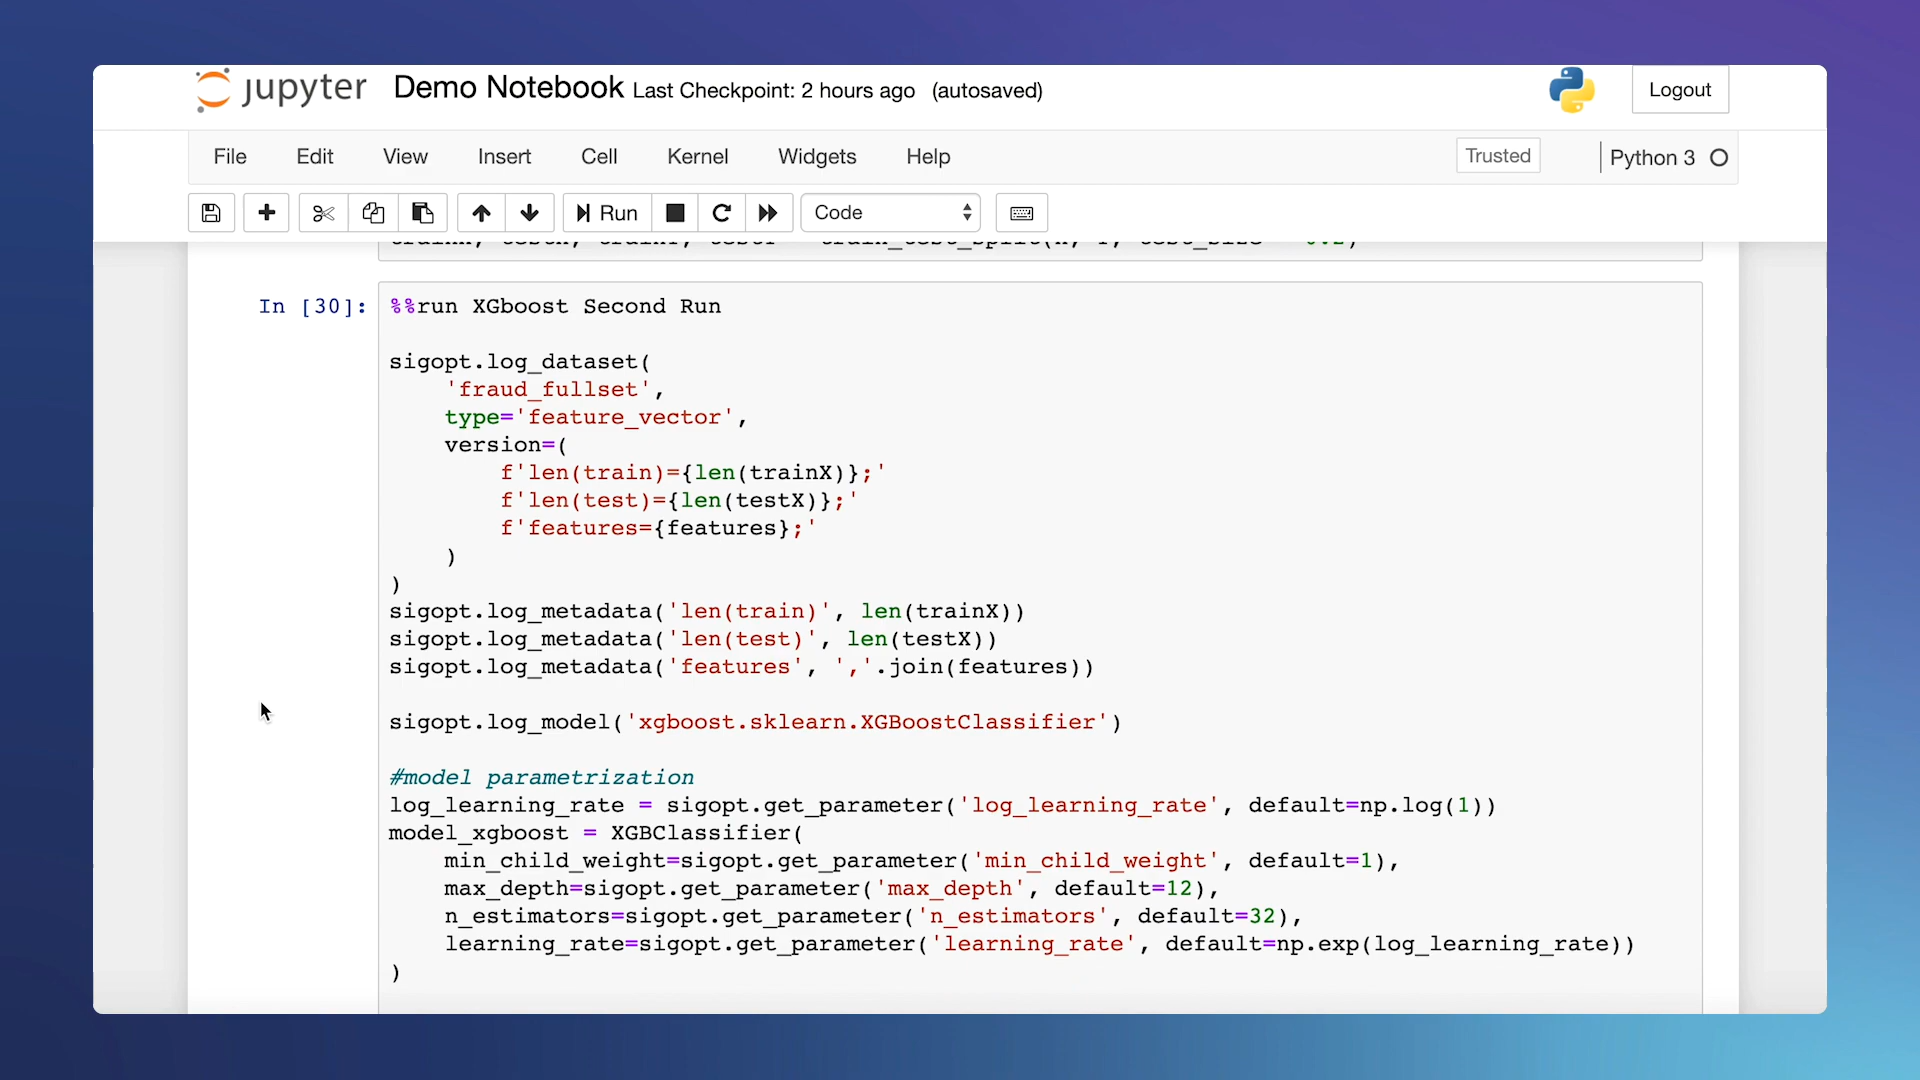 jupyter Demo Notebook Last Checkpoint: 2 hours ago (autosaved) Logout
File Edit View Insert Cell Kernel Widgets Help Trusted Python 3
Run Code
In [30]: %%run XGboost Second Run
sigopt.log_dataset(
'fraud_fullset',
type='feature_vector',
version=(
f'len(train)={len(trainX)};'
f'len(test)={len(testX)};'
f'features={features};'
)
)
sigopt.log_metadata('len(train)', len(trainX))
sigopt.log_metadata('len(test)', len(testX))
sigopt.log_metadata('features', ','.join(features))
sigopt.log_model('xgboost.sklearn.XGBoostClassifier')
#model parametrization
log_learning_rate = sigopt.get_parameter('log_learning_rate', default=np.log(1))
model_xgboost = XGBClassifier(
min_child_weight=sigopt.get_parameter('min_child_weight', default=1),
max_depth=sigopt.get_parameter('max_depth', default=12),
n_estimators=sigopt.get_parameter('n_estimators', default=32),
learning_rate=sigopt.get_parameter('learning_rate', default=np.exp(log_learning_rate))
)